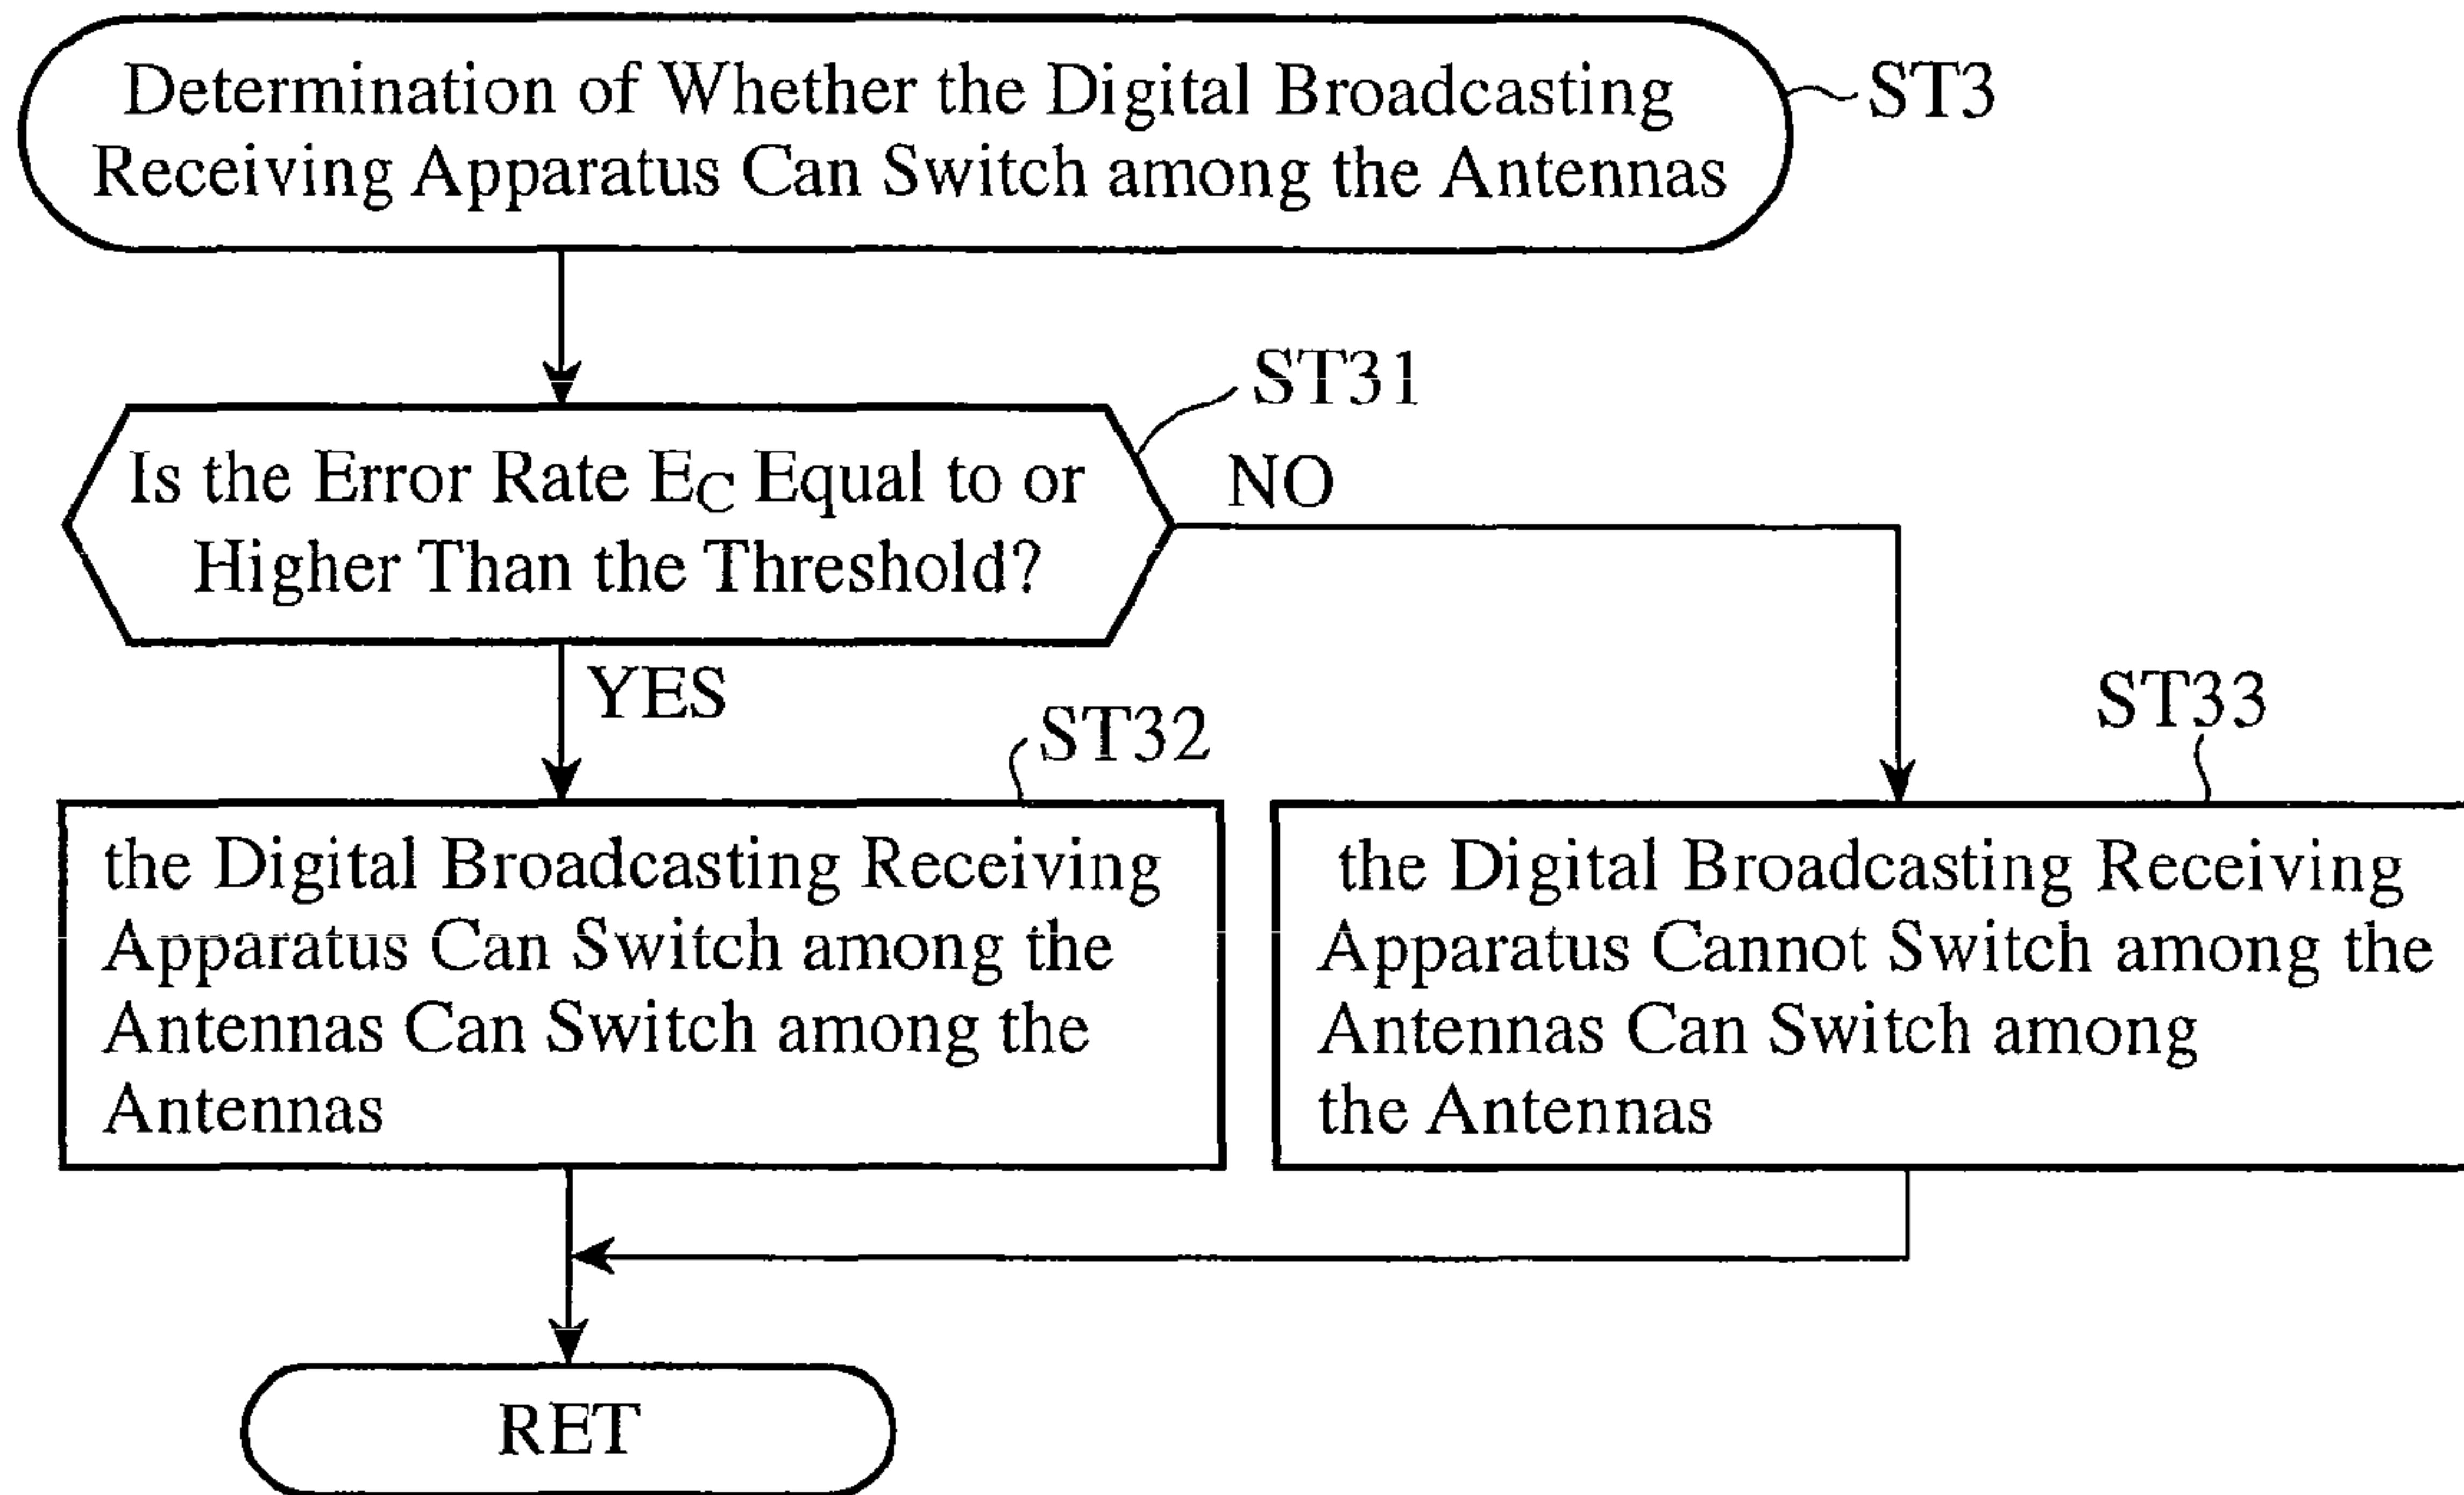 Determination of Whether the Digital Broadcasting
Receiving Apparatus Can Switch among the Antennas
ST3
ST31
Is the Error Rate EC Equal to or
Higher Than the Threshold?
NO
YES
ST32
ST33
the Digital Broadcasting Receiving
Apparatus Can Switch among the
Antennas Can Switch among the
Antennas
the Digital Broadcasting Receiving
Apparatus Cannot Switch among the
Antennas Can Switch among
the Antennas
RET